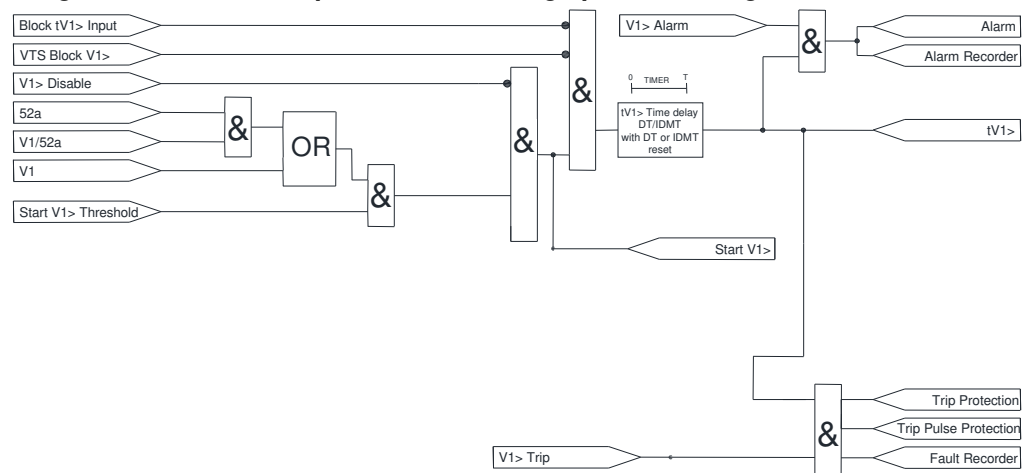 Block tV1> Input
V1> Alarm
Alarm
VTS Block V1>
&
Alarm Recorder
V1> Disable
0 TIMER T
&
52a
tV1> Time delay
DT/IDMT
with DT or IDMT
reset
&
V1/52a
OR
&
tV1>
V1
&
Start V1> Threshold
Start V1>
Trip Protection
Trip Pulse Protection
&
V1> Trip
Fault Recorder